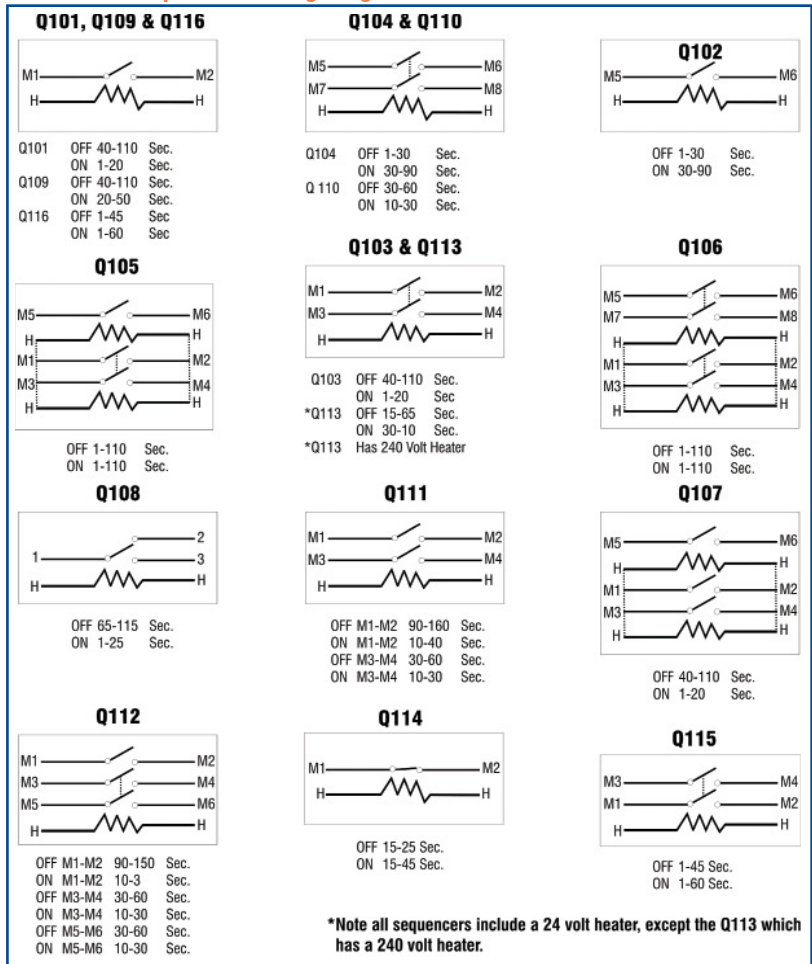 Q101, Q109 & Q116
M1 M2
H H
Q101 OFF 40-110 Sec.
ON 1-20 Sec.
Q109 OFF 40-110 Sec.
ON 20-50 Sec.
Q116 OFF 1-45 Sec
ON 1-60 Sec
Q104 & Q110
M5 M6
M7 M8
H H
Q104 OFF 1-30 Sec.
ON 30-90 Sec.
Q 110 OFF 30-60 Sec.
ON 10-30 Sec.
Q102
M5 M6
H H
OFF 1-30 Sec.
ON 30-90 Sec.
Q105
M5 M6
H H
M1 M2
M3 M4
H H
OFF 1-110 Sec.
ON 1-110 Sec.
Q103 & Q113
M1 M2
M3 M4
H H
Q103 OFF 40-110 Sec.
ON 1-20 Sec
*Q113 OFF 15-65 Sec.
ON 30-10 Sec.
*Q113 Has 240 Volt Heater
Q106
M5 M6
M7 M8
H H
M1 M2
M3 M4
H H
OFF 1-110 Sec.
ON 1-110 Sec.
Q108
2
1 3
H H
OFF 65-115 Sec.
ON 1-25 Sec.
Q111
M1 M2
M3 M4
H H
OFF M1-M2 90-160 Sec.
ON M1-M2 10-40 Sec.
OFF M3-M4 30-60 Sec.
ON M3-M4 10-30 Sec.
Q107
M5 M6
H H
M1 M2
M3 M4
H H
OFF 40-110 Sec.
ON 1-20 Sec.
Q112
M1 M2
M3 M4
M5 M6
H H
OFF M1-M2 90-150 Sec.
ON M1-M2 10-3 Sec.
OFF M3-M4 30-60 Sec.
ON M3-M4 10-30 Sec.
OFF M5-M6 30-60 Sec.
ON M5-M6 10-30 Sec.
Q114
M1 M2
H H
OFF 15-25 Sec.
ON 15-45 Sec.
Q115
M3 M4
M1 M2
H H
OFF 1-45 Sec.
ON 1-60 Sec.
*Note all sequencers include a 24 volt heater, except the Q113 which
has a 240 volt heater.